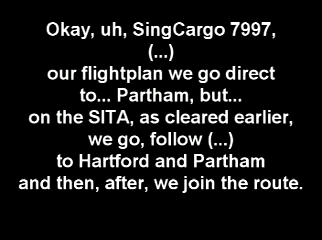 Okay, uh, SingCargo 7997,
(...)
our flightplan we go direct
to... Partham, but...
on the SITA, as cleared earlier,
we go, follow (...)
to Hartford and Partham
and then, after, we join the route.